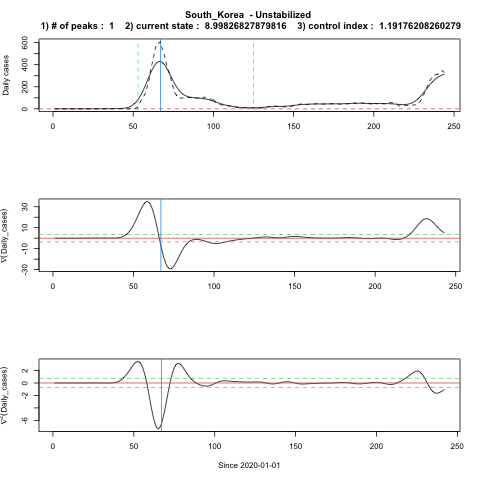 South_Korea - Unstabilized
1) # of peaks : 1 2) current state : 8.99826827879816 3) control index : 1.19176208260279
Daily cases
0 200 400 600
0 50 100 150 200 250
∇(Daily_cases)
-30 -10 10 30
0 50 100 150 200 250
∇²(Daily_cases)
-6 -2 0 2
0 50 100 150 200 250
Since 2020-01-01